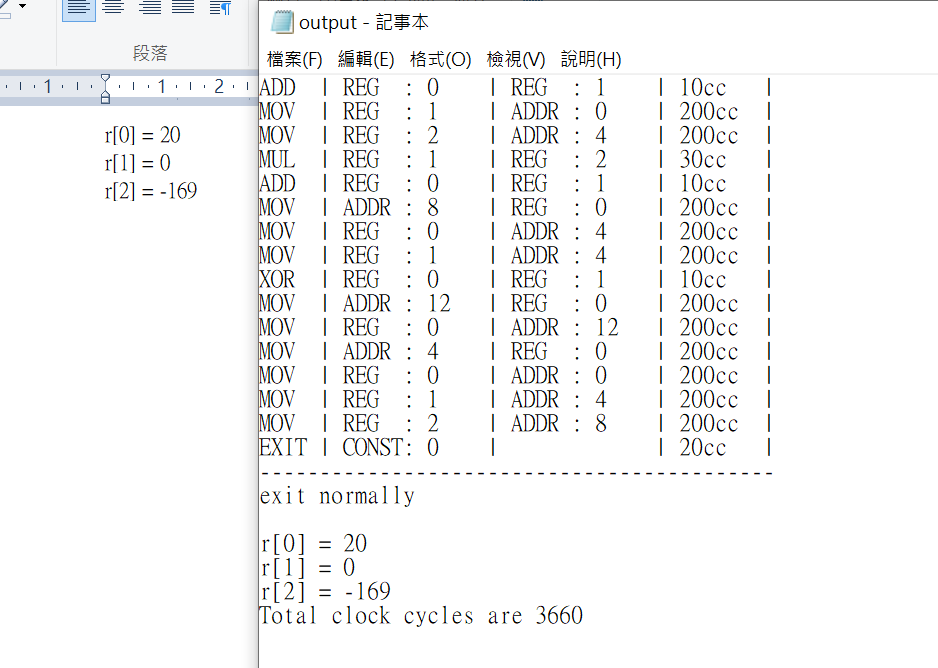 段落
1 1 2
r[0] = 20
r[1] = 0
r[2] = -169
output - 記事本
檔案(F) 編輯(E) 格式(O) 檢視(V) 說明(H)
ADD | REG : 0 | REG : 1 | 10cc |
MOV | REG : 1 | ADDR : 0 | 200cc |
MOV | REG : 2 | ADDR : 4 | 200cc |
MUL | REG : 1 | REG : 2 | 30cc |
ADD | REG : 0 | REG : 1 | 10cc |
MOV | ADDR : 8 | REG : 0 | 200cc |
MOV | REG : 0 | ADDR : 4 | 200cc |
MOV | REG : 1 | ADDR : 4 | 200cc |
XOR | REG : 0 | REG : 1 | 10cc |
MOV | ADDR : 12 | REG : 0 | 200cc |
MOV | REG : 0 | ADDR : 12 | 200cc |
MOV | ADDR : 4 | REG : 0 | 200cc |
MOV | REG : 0 | ADDR : 0 | 200cc |
MOV | REG : 1 | ADDR : 4 | 200cc |
MOV | REG : 2 | ADDR : 8 | 200cc |
EXIT | CONST: 0 | | 20cc |
-------------------------------------------
exit normally
r[0] = 20
r[1] = 0
r[2] = -169
Total clock cycles are 3660